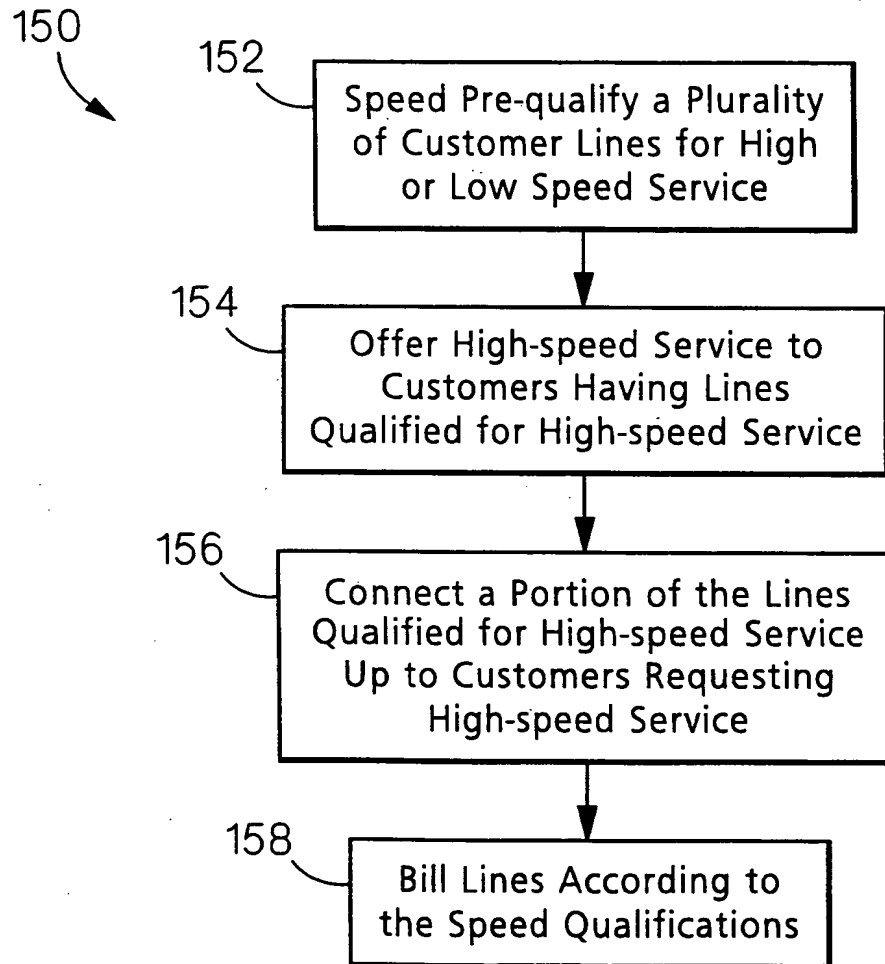 150
152
Speed Pre-qualify a Plurality
of Customer Lines for High
or Low Speed Service
154
Offer High-speed Service to
Customers Having Lines
Qualified for High-speed Service
156
Connect a Portion of the Lines
Qualified for High-speed Service
Up to Customers Requesting
High-speed Service
158
Bill Lines According to
the Speed Qualifications